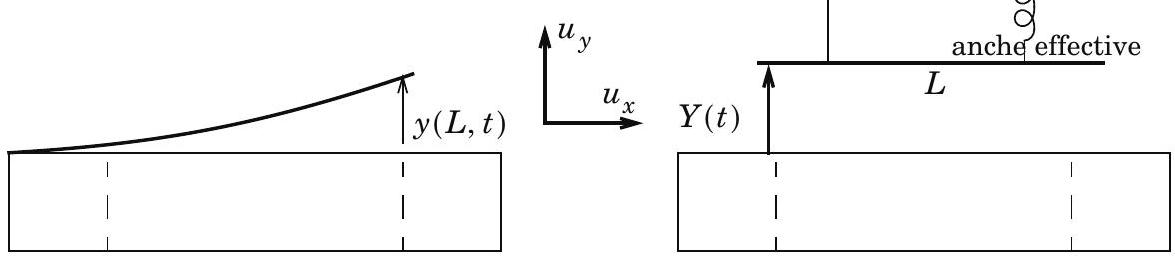 u_y
u_x
y(L, t)
anche effective
L
Y(t)